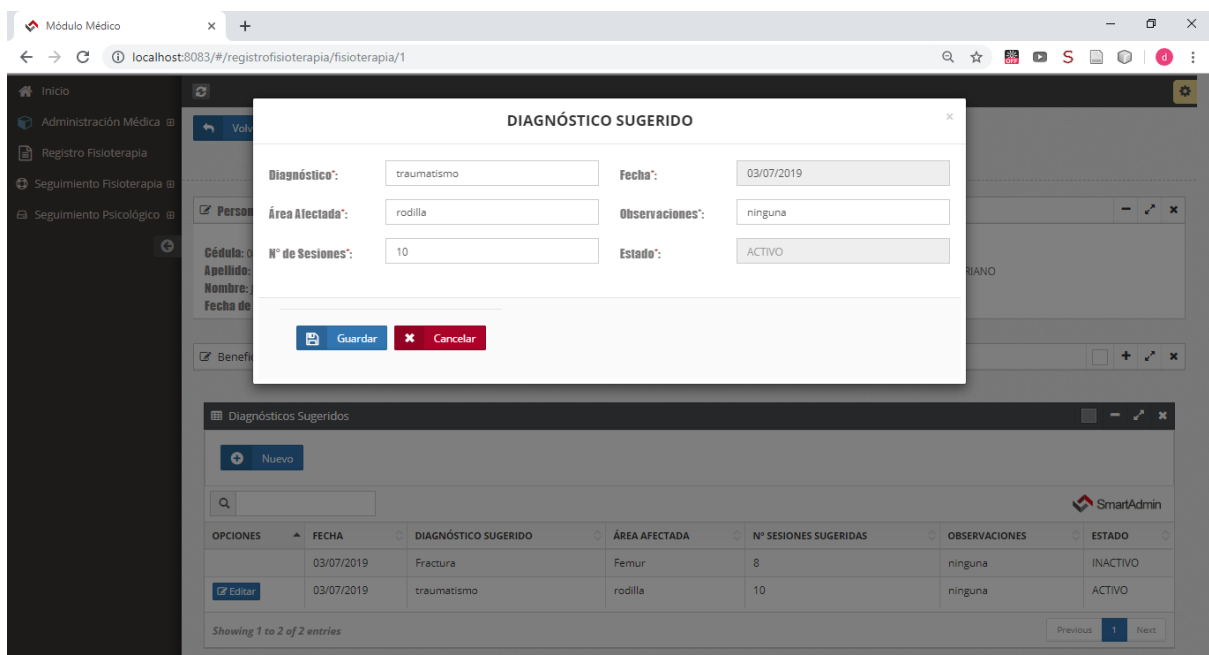 Módulo Médico
localhost:8083/#/registrofisioterapia/fisioterapia/1
OFF
S
d
Inicio
Administración Médica
Registro Fisioterapia
Seguimiento Fisioterapia
Seguimiento Psicológico
Volv
DIAGNÓSTICO SUGERIDO
Diagnóstico*: traumatismo Fecha*: 03/07/2019
Área Afectada*: rodilla Observaciones*: ninguna
N° de Sesiones*: 10 Estado*: ACTIVO
Guardar Cancelar
Person
Cédula: 0
Apellido: RIANO
Nombre:
Fecha de
Benefi
Diagnósticos Sugeridos
Nuevo
SmartAdmin
OPCIONES FECHA DIAGNÓSTICO SUGERIDO ÁREA AFECTADA Nº SESIONES SUGERIDAS OBSERVACIONES ESTADO
03/07/2019 Fractura Femur 8 ninguna INACTIVO
Editar 03/07/2019 traumatismo rodilla 10 ninguna ACTIVO
Showing 1 to 2 of 2 entries Previous 1 Next